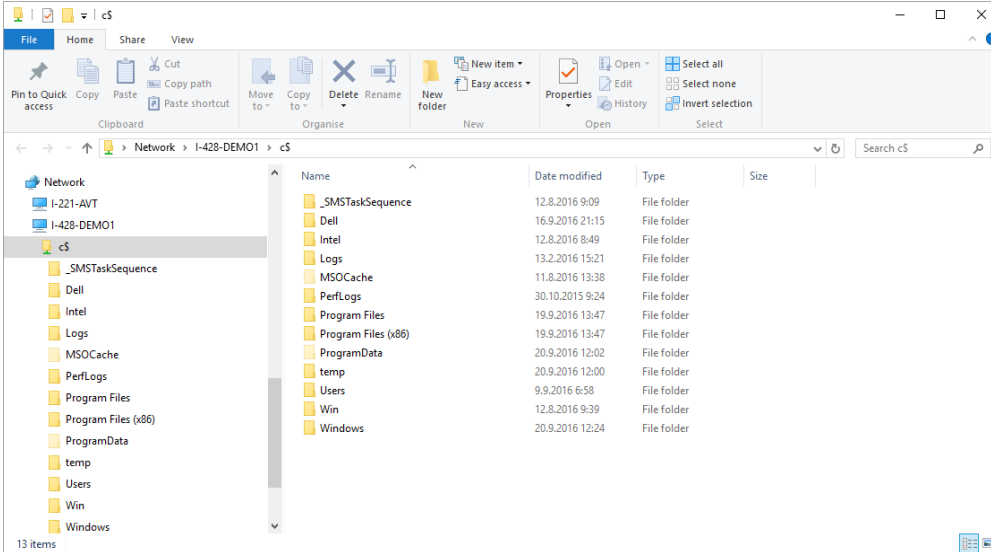 c$
File Home Share View
Pin to Quick access
Copy
Paste
Cut
Copy path
Paste shortcut
Move to
Copy to
Delete
Rename
New folder
New item
Easy access
Properties
Open
Edit
History
Select all
Select none
Invert selection
Clipboard Organise New Open Select
Network > I-428-DEMO1 > c$
Search c$
Network
I-221-AVT
I-428-DEMO1
c$
_SMSTaskSequence
Dell
Intel
Logs
MSOCache
PerfLogs
Program Files
Program Files (x86)
ProgramData
temp
Users
Win
Windows
Name Date modified Type Size
_SMSTaskSequence 12.8.2016 9:09 File folder
Dell 16.9.2016 21:15 File folder
Intel 12.8.2016 8:49 File folder
Logs 13.2.2016 15:21 File folder
MSOCache 11.8.2016 13:38 File folder
PerfLogs 30.10.2015 9:24 File folder
Program Files 19.9.2016 13:47 File folder
Program Files (x86) 19.9.2016 13:47 File folder
ProgramData 20.9.2016 12:02 File folder
temp 20.9.2016 12:00 File folder
Users 9.9.2016 6:58 File folder
Win 12.8.2016 9:39 File folder
Windows 20.9.2016 12:24 File folder
13 items